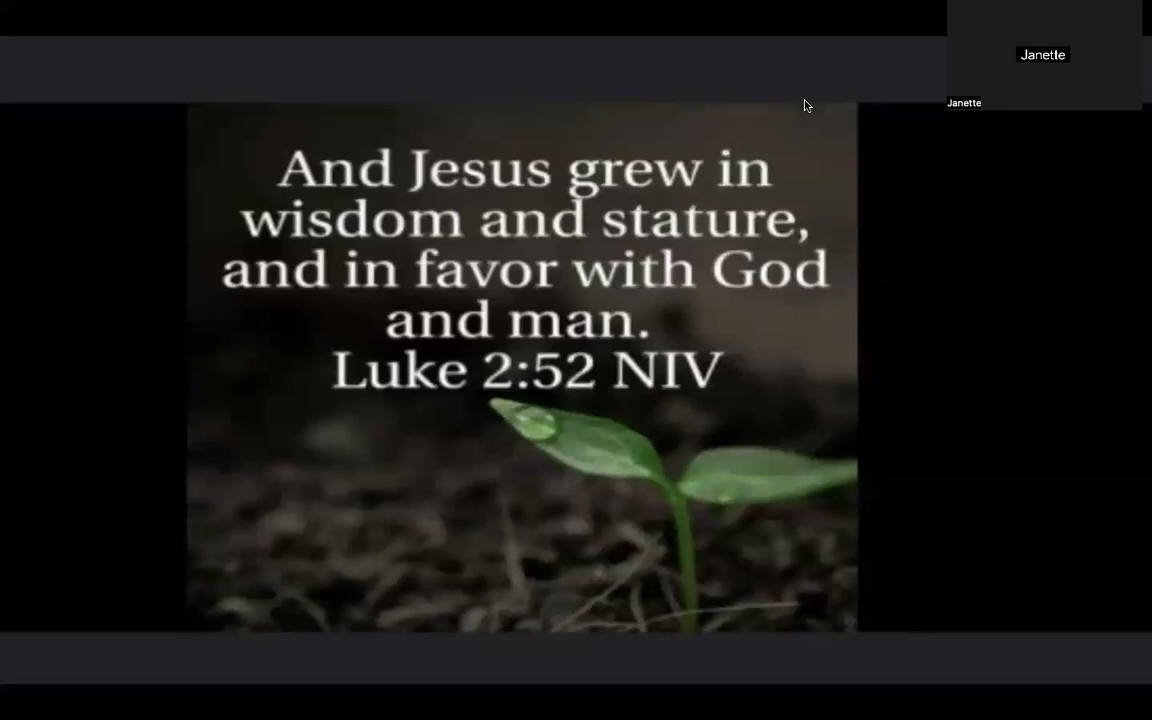 Janette
Janette
And Jesus grew in
wisdom and stature,
and in favor with God
and man.
Luke 2:52 NIV